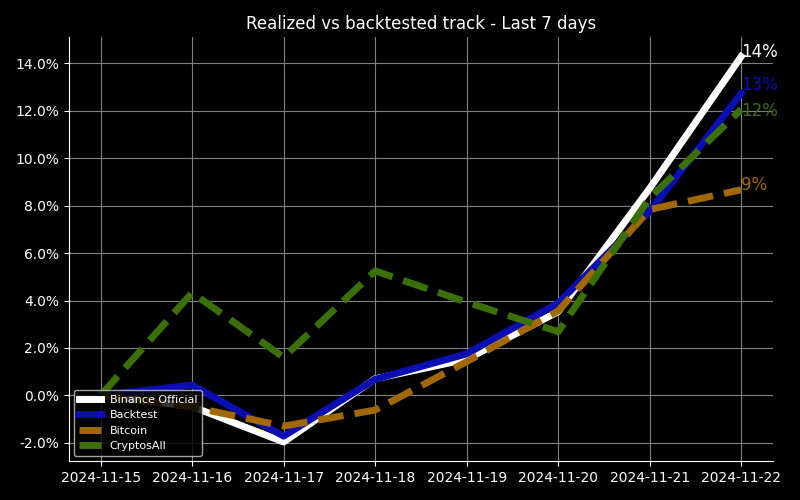 Realized vs backtested track - Last 7 days
14.0%
12.0%
10.0%
8.0%
6.0%
4.0%
2.0%
0.0%
-2.0%
14%
13%
12%
9%
Binance Official
Backtest
Bitcoin
CryptosAll
2024-11-15 2024-11-16 2024-11-17 2024-11-18 2024-11-19 2024-11-20 2024-11-21 2024-11-22